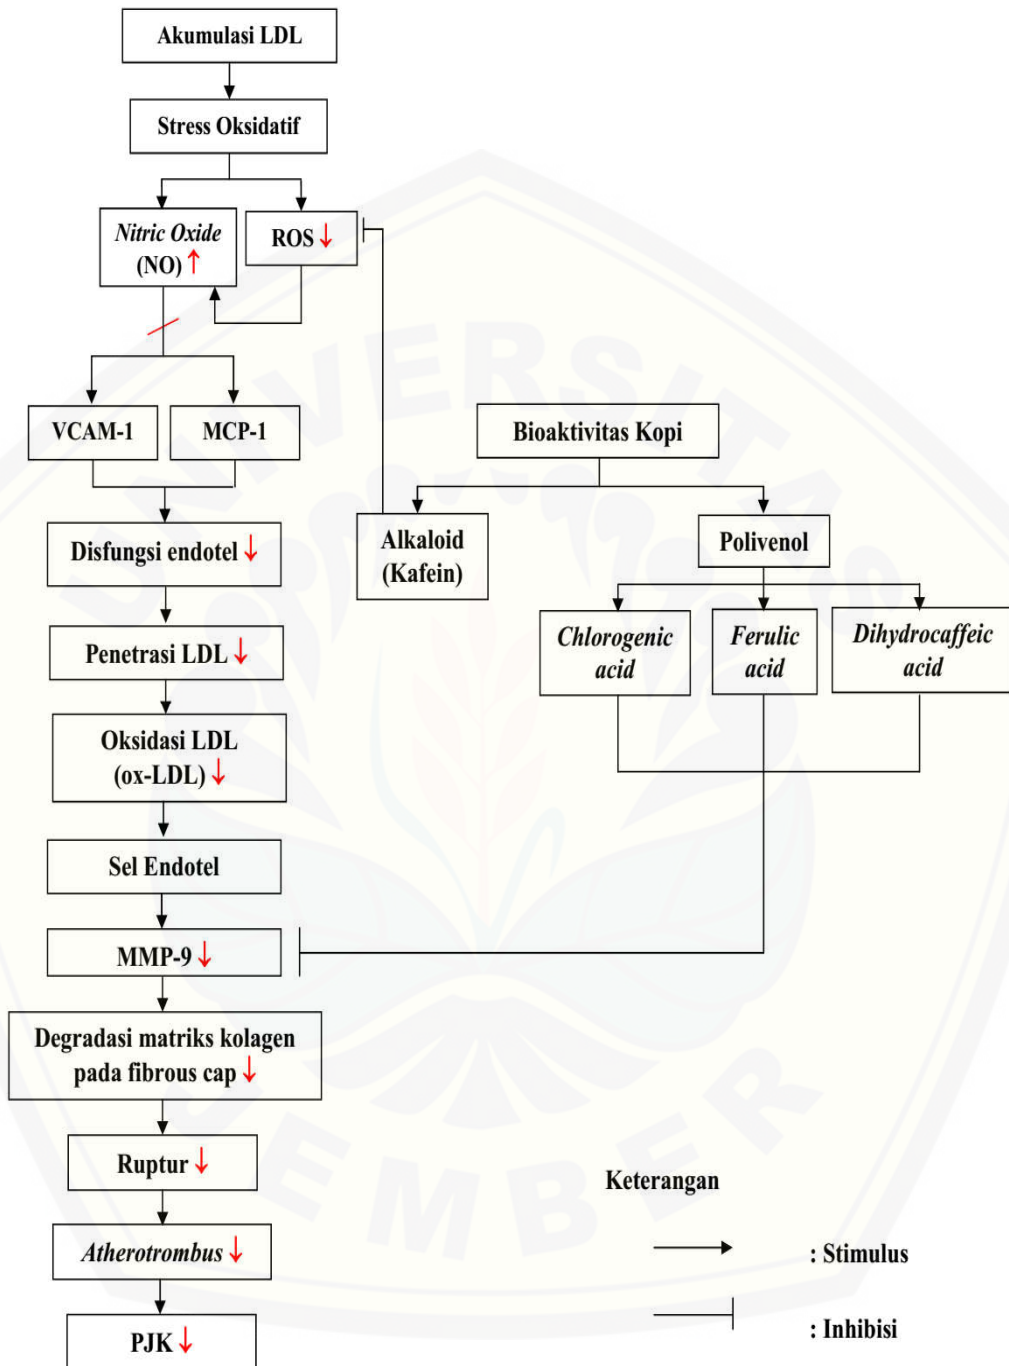 Akumulasi LDL
Stress Oksidatif
Nitric Oxide
(NO) ↑
ROS ↓
VCAM-1
MCP-1
Bioaktivitas Kopi
Disfungsi endotel ↓
Alkaloid
(Kafein)
Polivenol
Penetrasi LDL ↓
Chlorogenic
acid
Ferulic
acid
Dihydrocaffeic
acid
Oksidasi LDL
(ox-LDL) ↓
Sel Endotel
MMP-9 ↓
Degradasi matriks kolagen
pada fibrous cap ↓
Ruptur ↓
Atherotrombus ↓
PJK ↓
Keterangan
: Stimulus
: Inhibisi
UNIVERSITAS
JEMBER